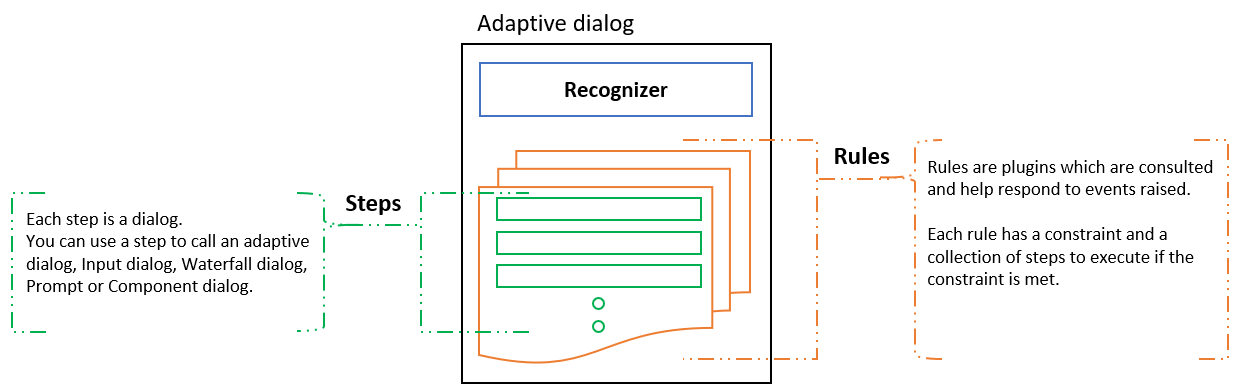 Adaptive dialog
Recognizer
Rules
Rules are plugins which are consulted
and help respond to events raised.
Each rule has a constraint and a
collection of steps to execute if the
constraint is met.
Steps
Each step is a dialog.
You can use a step to call an adaptive
dialog, Input dialog, Waterfall dialog,
Prompt or Component dialog.